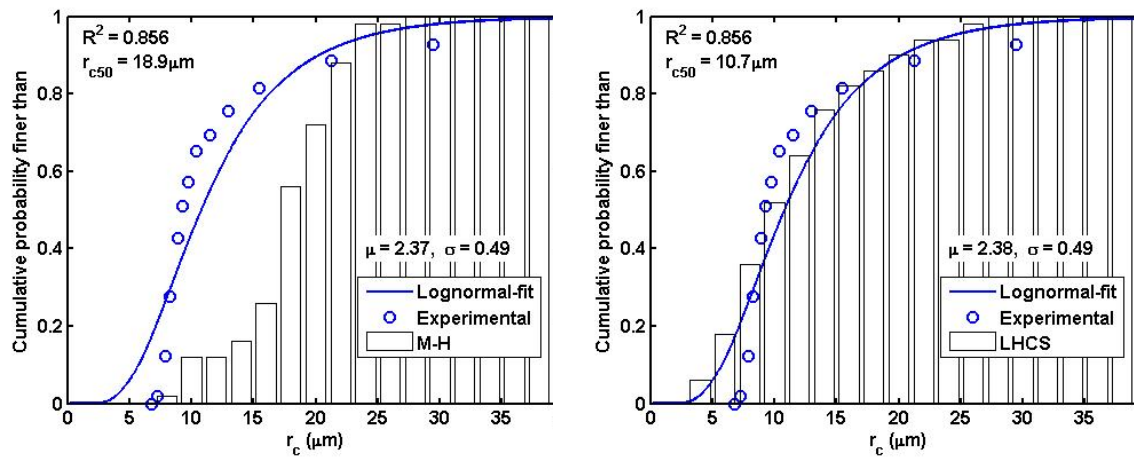 R² = 0.856
r_c50 = 18.9μm
μ = 2.37, σ = 0.49
Lognormal-fit
Experimental
M-H
Cumulative probability finer than
1
0.8
0.6
0.4
0.2
0
0 5 10 15 20 25 30 35
r_c (μm)
R² = 0.856
r_c50 = 10.7μm
μ = 2.38, σ = 0.49
Lognormal-fit
Experimental
LHCS
Cumulative probability finer than
1
0.8
0.6
0.4
0.2
0
0 5 10 15 20 25 30 35
r_c (μm)